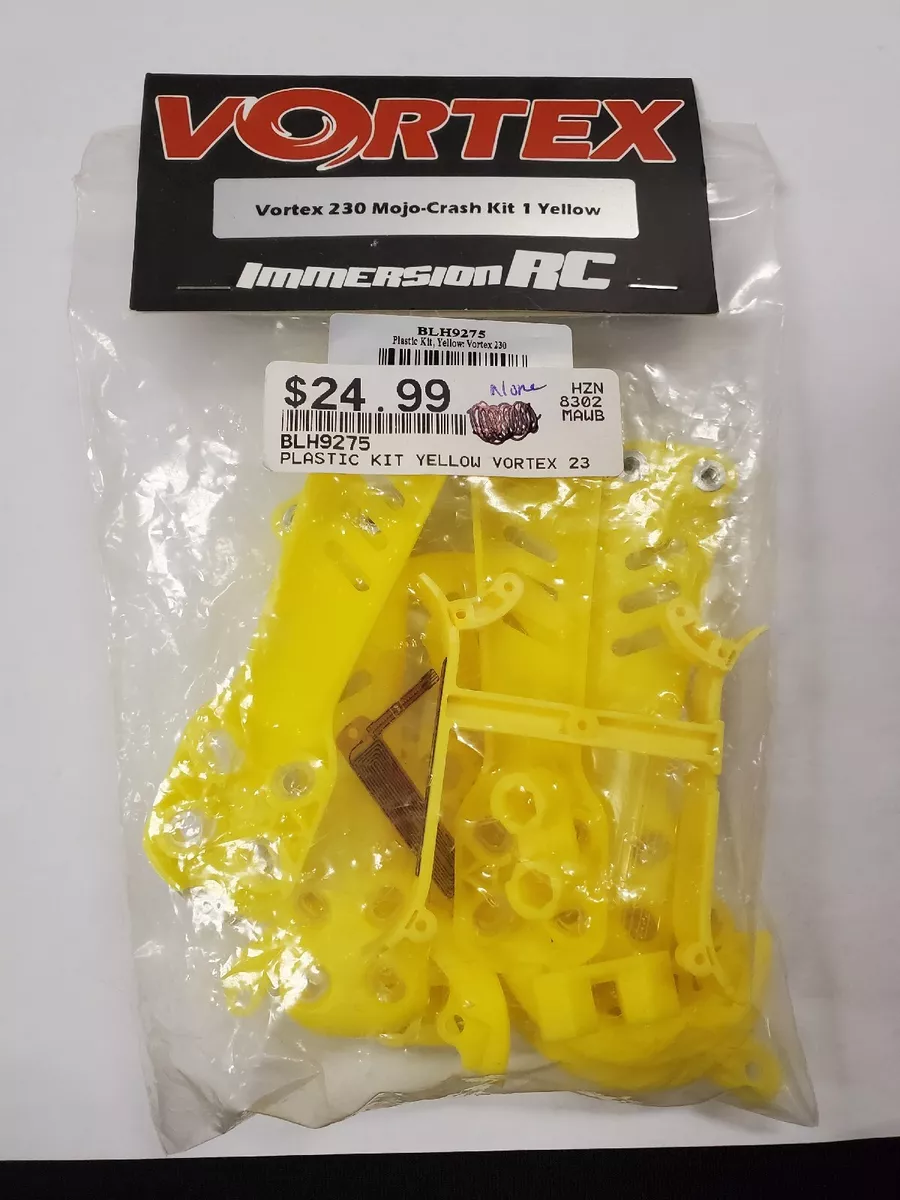 VORTEX
Vortex 230 Mojo-Crash Kit 1 Yellow
ImmersionRC
BLH9275
Plastic Kit, Yellow: Vortex 230
$24.99
None
HZN
8302
MAWB
BLH9275
PLASTIC KIT YELLOW VORTEX 23